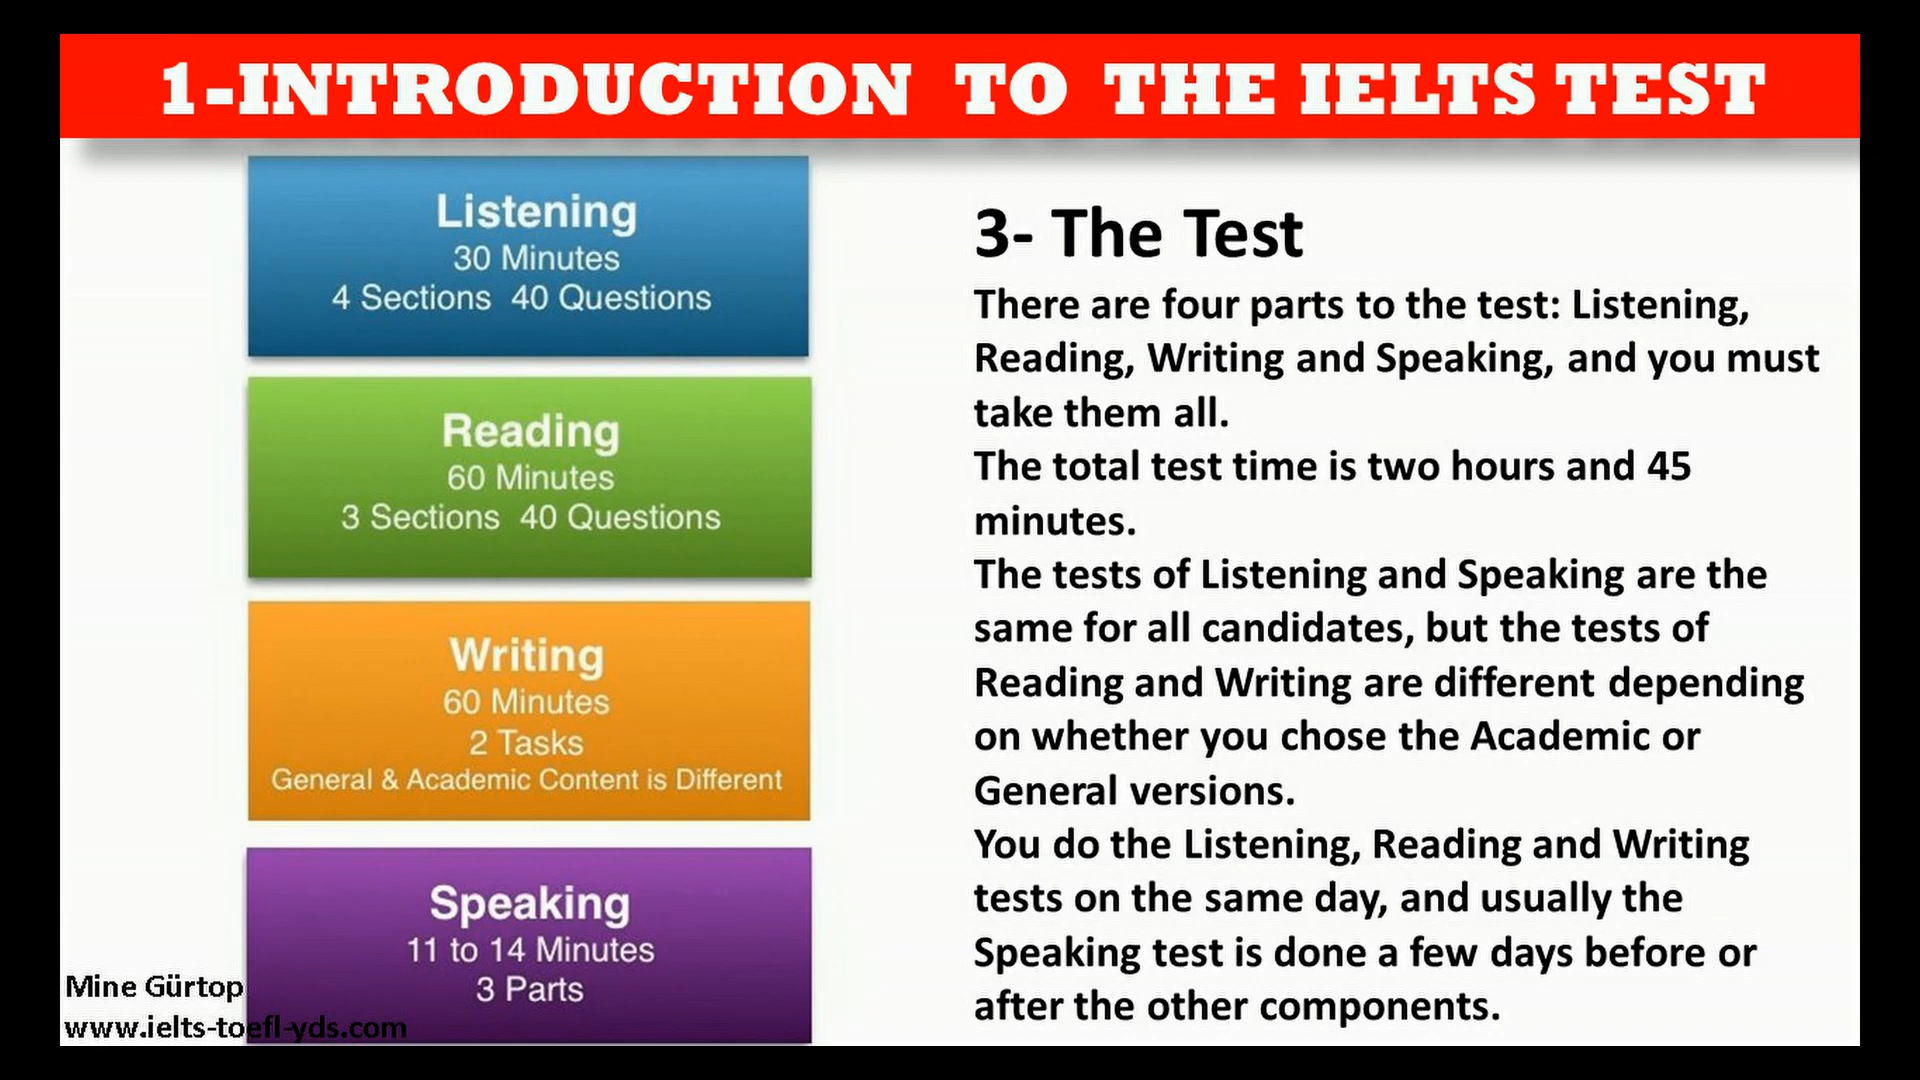 1-INTRODUCTION TO THE IELTS TEST
Listening
30 Minutes
4 Sections 40 Questions
Reading
60 Minutes
3 Sections 40 Questions
Writing
60 Minutes
2 Tasks
General & Academic Content is Different
Speaking
11 to 14 Minutes
3 Parts
Mine Gürtop
www.ielts-toefl-yds.com
3- The Test
There are four parts to the test: Listening,
Reading, Writing and Speaking, and you must
take them all.
The total test time is two hours and 45
minutes.
The tests of Listening and Speaking are the
same for all candidates, but the tests of
Reading and Writing are different depending
on whether you chose the Academic or
General versions.
You do the Listening, Reading and Writing
tests on the same day, and usually the
Speaking test is done a few days before or
after the other components.